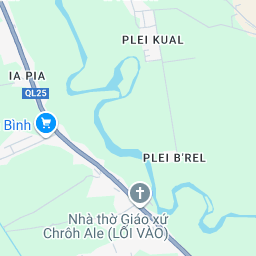 PLEI KUAL
IA PIA
QL25
Bình
PLEI B'REL
Nhà thờ Giáo xứ
Chrôh Ale (LỐI VÀO)